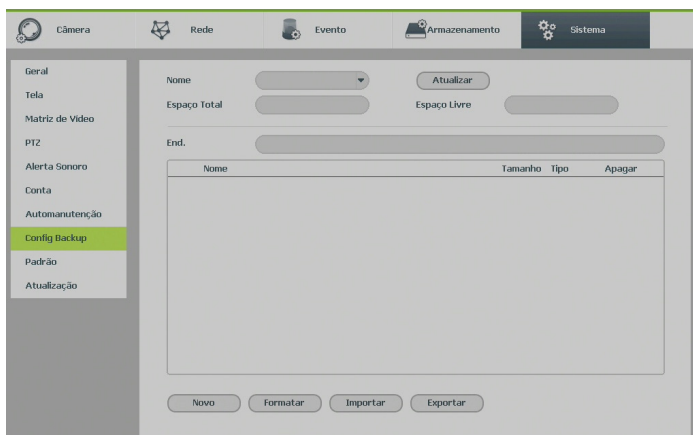 Câmera Rede Evento Armazenamento Sistema
Geral
Tela
Matriz de Vídeo
PTZ
Alerta Sonoro
Conta
Automanutenção
Config Backup
Padrão
Atualização
Nome Atualizar
Espaço Total Espaço Livre
End.
Nome Tamanho Tipo Apagar
Novo Formatar Importar Exportar